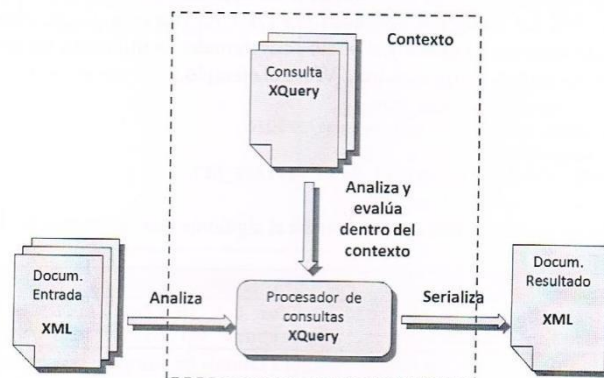 Contexto
Consulta
XQuery
Analiza y
evalúa
dentro del
contexto
Docum.
Entrada
XML
Analiza
Procesador de
consultas
XQuery
Serializa
Docum.
Resultado
XML